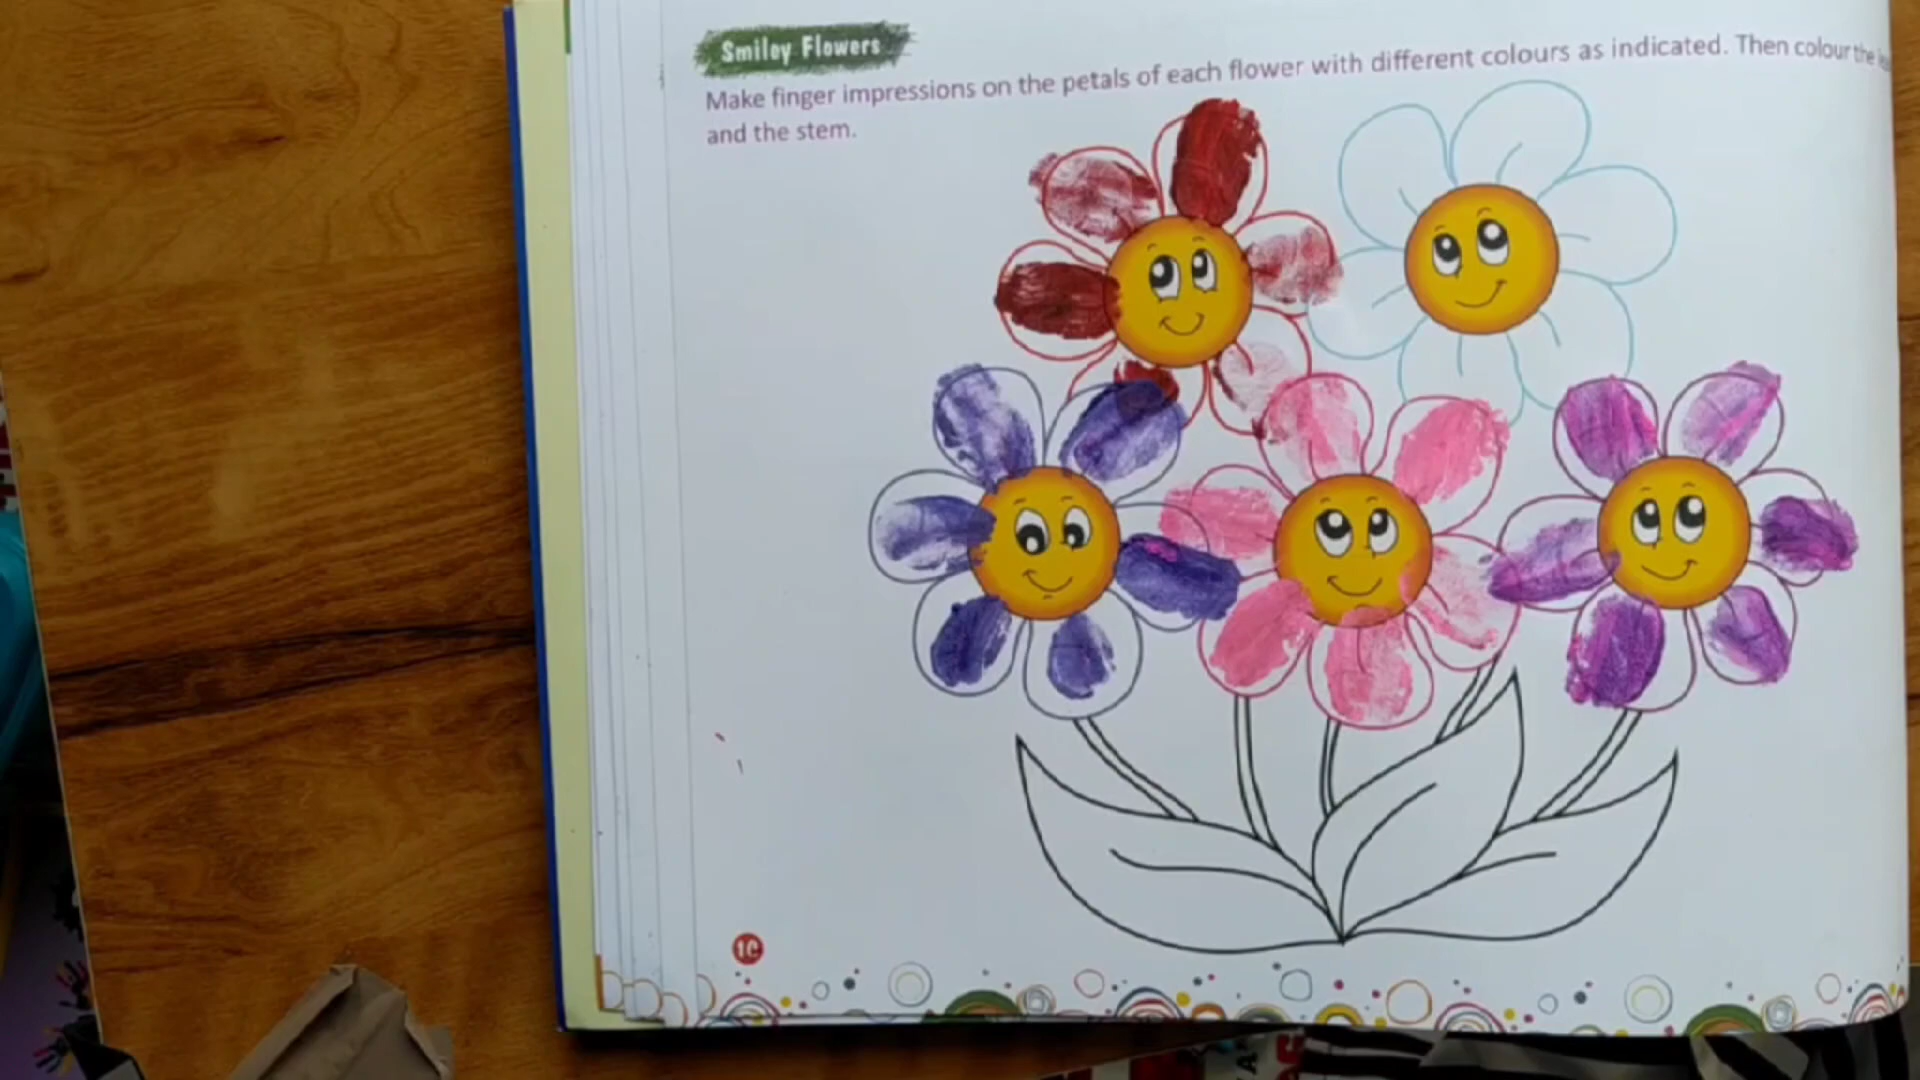 Smiley Flowers
Make finger impressions on the petals of each flower with different colours as indicated. Then colour the
and the stem.